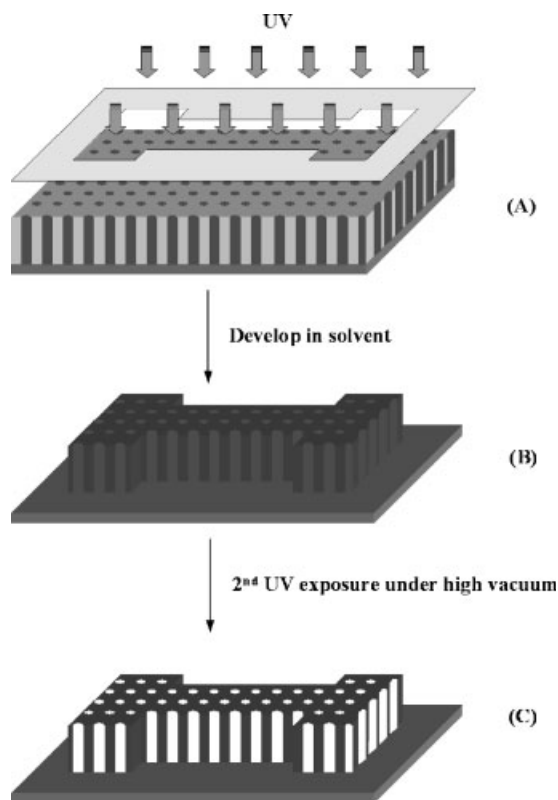 UV
(A)
Develop in solvent
(B)
2nd UV exposure under high vacuum
(C)